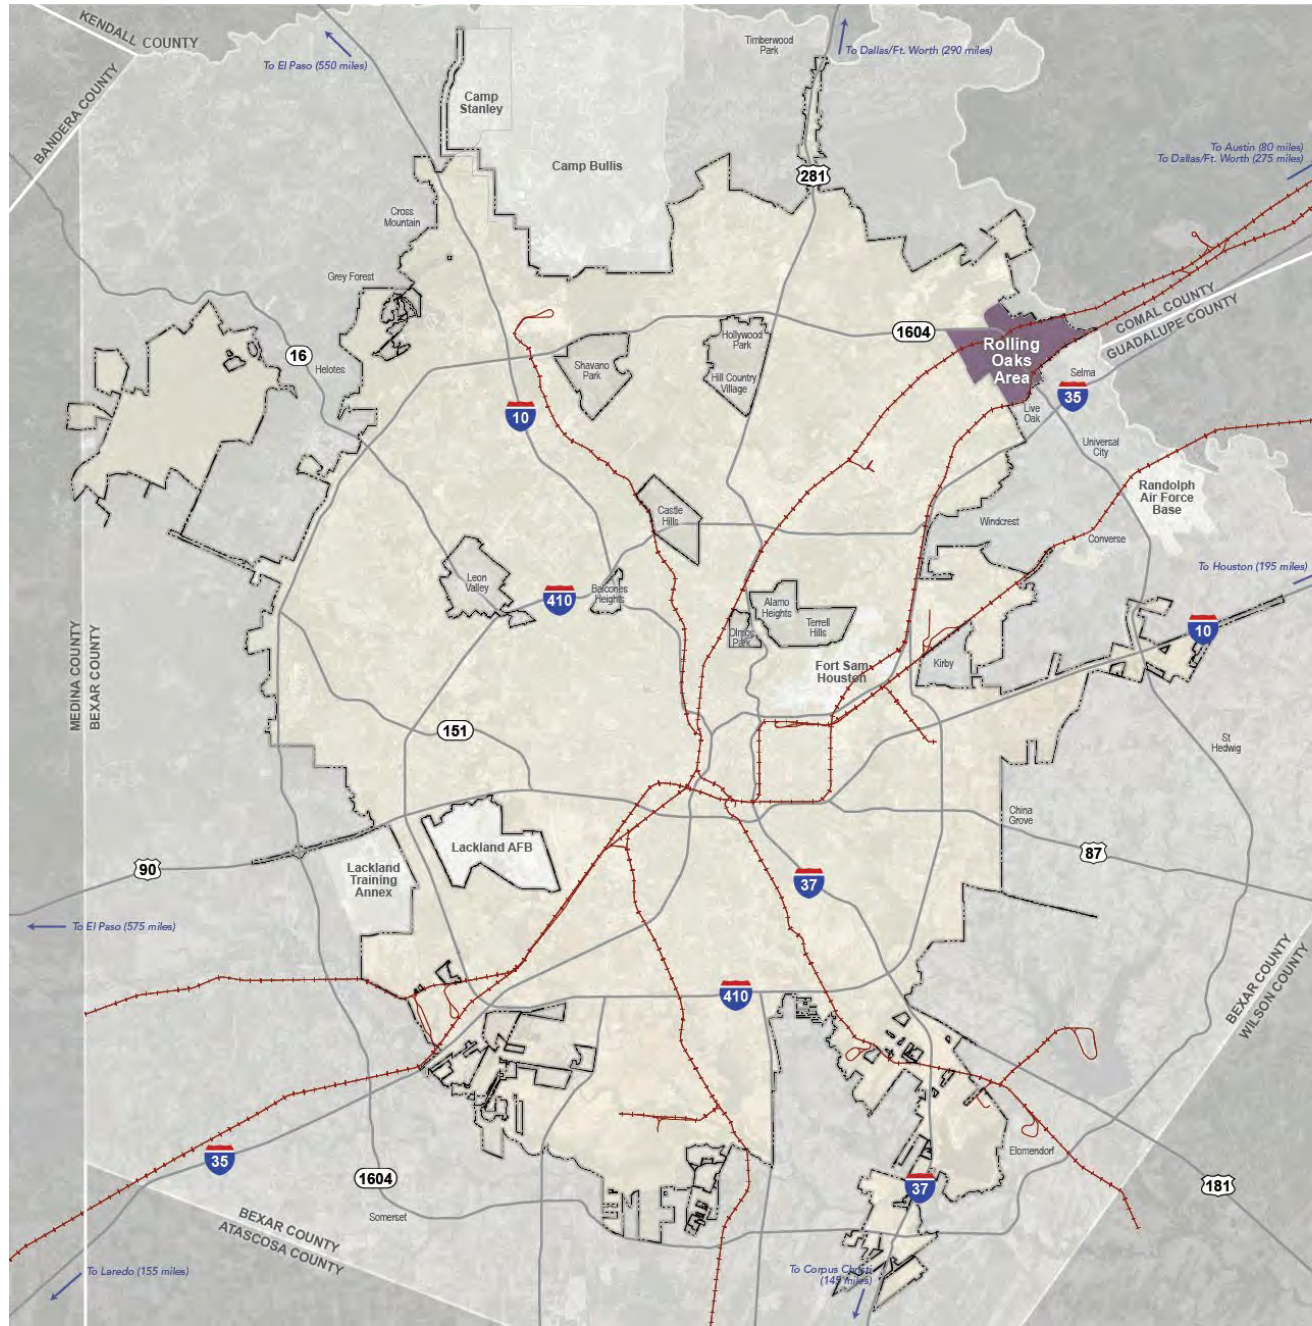 KENDALL COUNTY
BANDERA COUNTY
To El Paso (550 miles)
Timberwood
Park
To Dallas/Ft. Worth (290 miles)
Camp
Stanley
Camp Bullis
To Austin (80 miles)
To Dallas/Ft. Worth (275 miles)
281
Cross
Mountain
Grey Forest
COMAL COUNTY
GUADALUPE COUNTY
1604
Rolling
Oaks
Area
Hollywood
Park
16
Helotes
Shavano
Park
Hill Country
Village
Selma
35
Live
Oak
10
Universal
City
Randolph
Air Force
Base
Castle
Hills
Windcrest
Converse
To Houston (195 miles)
Leon
Valley
410
Balcones
Heights
Alamo
Heights
Terrell
Hills
Olmos
Park
10
Kirby
Fort Sam
Houston
MEDINA COUNTY
BEXAR COUNTY
151
St
Hedwig
China
Grove
Lackland AFB
87
90
Lackland
Training
Annex
37
To El Paso (575 miles)
410
BEXAR COUNTY
WILSON COUNTY
Elomendorf
35
1604
37
181
Somerset
BEXAR COUNTY
ATASCOSA COUNTY
To Laredo (155 miles)
To Corpus Christi
(145 miles)